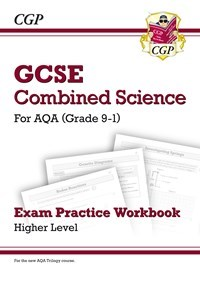 CGP
CGP
GCSE
Combined Science
For AQA (Grade 9-1)
Exam Practice Workbook
Higher Level
For the new AQA Trilogy course